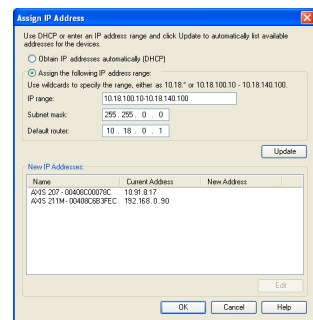 Assign IP Address
Use DHCP or enter an IP address range and click Update to automatically list available
addresses for the devices.
Obtain IP addresses automatically (DHCP)
Assign the following IP address range:
Use wildcards to specify the range, either as 10.18.* or 10.18.100.10 - 10.18.140.100.
IP range: 10.18.100.10-10.18.140.100
Subnet mask: 255 . 255 . 0 . 0
Default router: 10 . 18 . 0 . 1
Update
New IP Addresses:
Name Current Address New Address
AXIS 207 - 00408C00078C 10.91.8.17
AXIS 211M - 00408C6B3FEC 192.168.0.90
Edit
OK Cancel Help